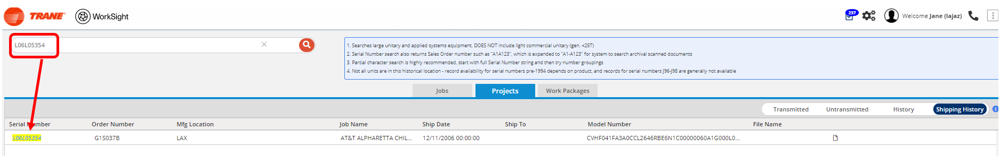 TRANE WorkSight
237
Welcome Jane (lajaz)
L06L05354
1. Searches large unitary and applied systems equipment, DOES NOT include light commercial unitary (gen. <25T)
2. Serial Number search also returns Sales Order number such as "A1A123", which is expanded to "A1-A123" for system to search archival scanned documents
3. Partial character search is highly recommended, start with full Serial Number string and then try number groupings
4. Not all units are in this historical location - record availability for serial numbers pre-1994 depends on product, and records for serial numbers J96-J98 are generally not available
Jobs Projects Work Packages
Transmitted Untransmitted History Shipping History
Serial Number Order Number Mfg Location Job Name Ship Date Ship To Model Number File Name
L06L05354 G1S037B LAX AT&T ALPHARETTA CHIL... 12/11/2006 00:00:00 CVHF041FA3A0CCL2646RBE6N1C00000060A1G000L0...